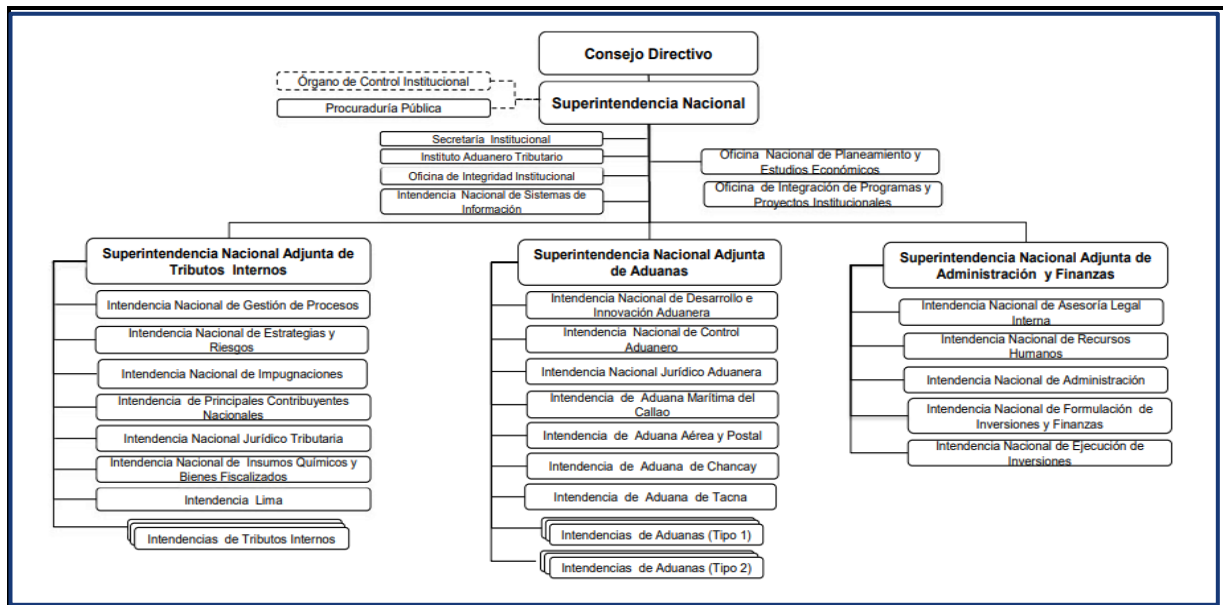 Consejo Directivo
Órgano de Control Institucional
Superintendencia Nacional
Procuraduría Pública
Secretaría Institucional
Instituto Aduanero Tributario
Oficina de Integridad Institucional
Intendencia Nacional de Sistemas de
Información
Oficina Nacional de Planeamiento y
Estudios Económicos
Oficina de Integración de Programas y
Proyectos Institucionales
Superintendencia Nacional Adjunta de
Tributos Internos
Intendencia Nacional de Gestión de Procesos
Intendencia Nacional de Estrategias y
Riesgos
Intendencia Nacional de Impugnaciones
Intendencia de Principales Contribuyentes
Nacionales
Intendencia Nacional Jurídico Tributaria
Intendencia Nacional de Insumos Químicos y
Bienes Fiscalizados
Intendencia Lima
Intendencias de Tributos Internos
Superintendencia Nacional Adjunta
de Aduanas
Intendencia Nacional de Desarrollo e
Innovación Aduanera
Intendencia Nacional de Control
Aduanero
Intendencia Nacional Jurídico Aduanera
Intendencia de Aduana Marítima del
Callao
Intendencia de Aduana Aérea y Postal
Intendencia de Aduana de Chancay
Intendencia de Aduana de Tacna
Intendencias de Aduanas (Tipo 1)
Intendencias de Aduanas (Tipo 2)
Superintendencia Nacional Adjunta de
Administración y Finanzas
Intendencia Nacional de Asesoría Legal
Interna
Intendencia Nacional de Recursos
Humanos
Intendencia Nacional de Administración
Intendencia Nacional de Formulación de
Inversiones y Finanzas
Intendencia Nacional de Ejecución de
Inversiones